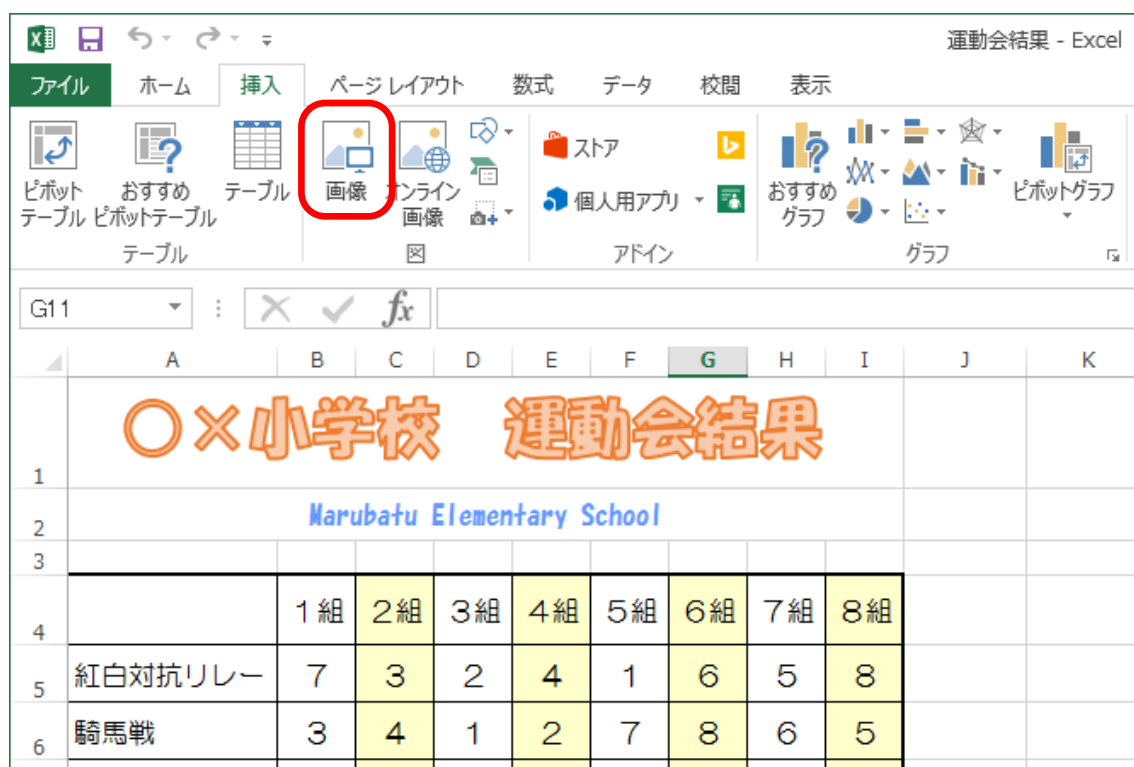 運動会結果 - Excel
ファイル ホーム 挿入 ページ レイアウト 数式 データ 校閲 表示
ピボット
テーブル
おすすめ
ピボットテーブル
テーブル
画像
オンライン
画像
ストア
個人用アプリ
おすすめ
グラフ
ピボットグラフ
テーブル 図 アドイン グラフ
G11 fx
A B C D E F G H I J K
1 〇×小学校 運動会結果
2 Marubatu Elementary School
3
4 1組 2組 3組 4組 5組 6組 7組 8組
5 紅白対抗リレー 7 3 2 4 1 6 5 8
6 騎馬戦 3 4 1 2 7 8 6 5